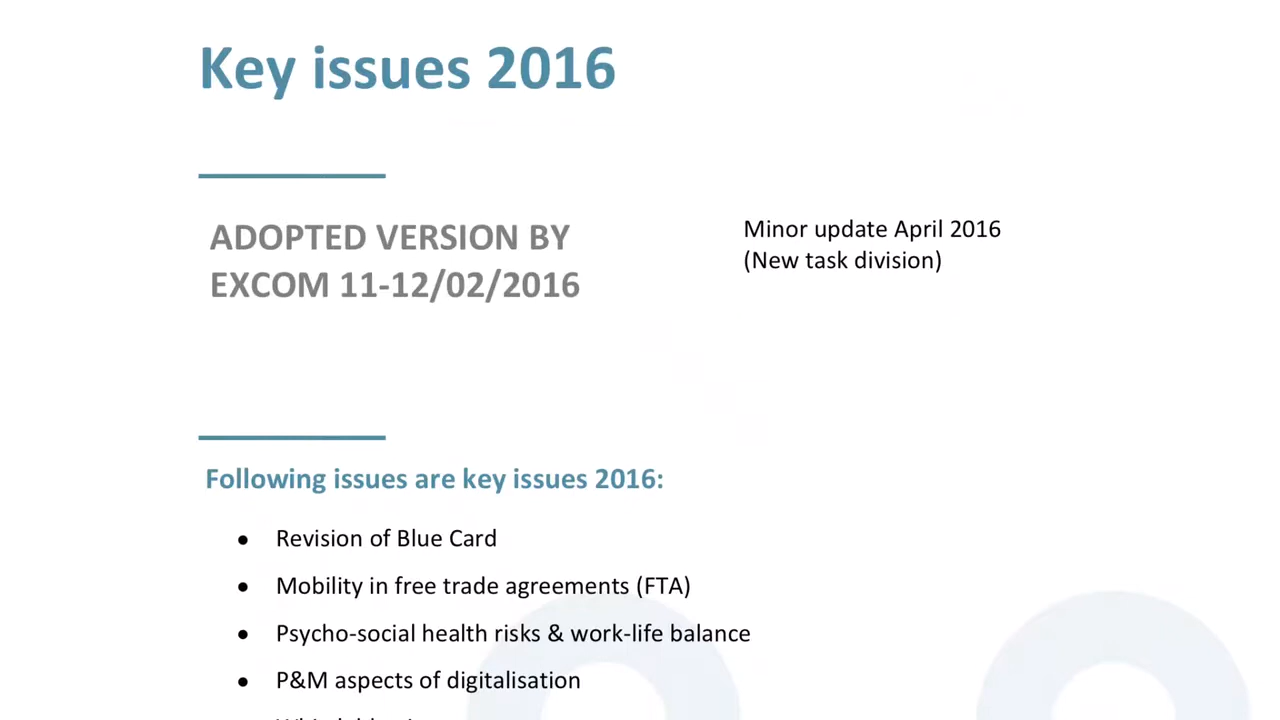 Key issues 2016
ADOPTED VERSION BY
EXCOM 11-12/02/2016
Minor update April 2016
(New task division)
Following issues are key issues 2016:
● Revision of Blue Card
● Mobility in free trade agreements (FTA)
● Psycho-social health risks & work-life balance
● P&M aspects of digitalisation